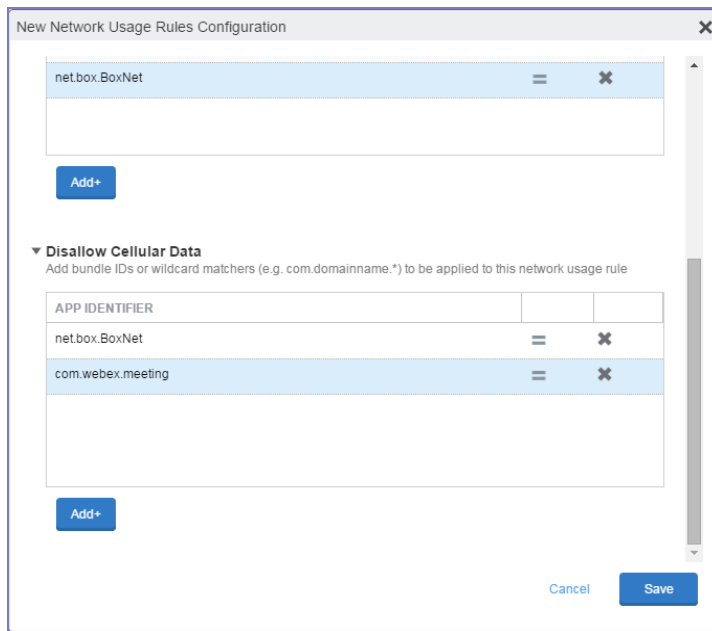 New Network Usage Rules Configuration
net.box.BoxNet
Add+
Disallow Cellular Data
Add bundle IDs or wildcard matchers (e.g. com.domainname.*) to be applied to this network usage rule
APP IDENTIFIER
net.box.BoxNet
com.webex.meeting
Add+
Cancel
Save